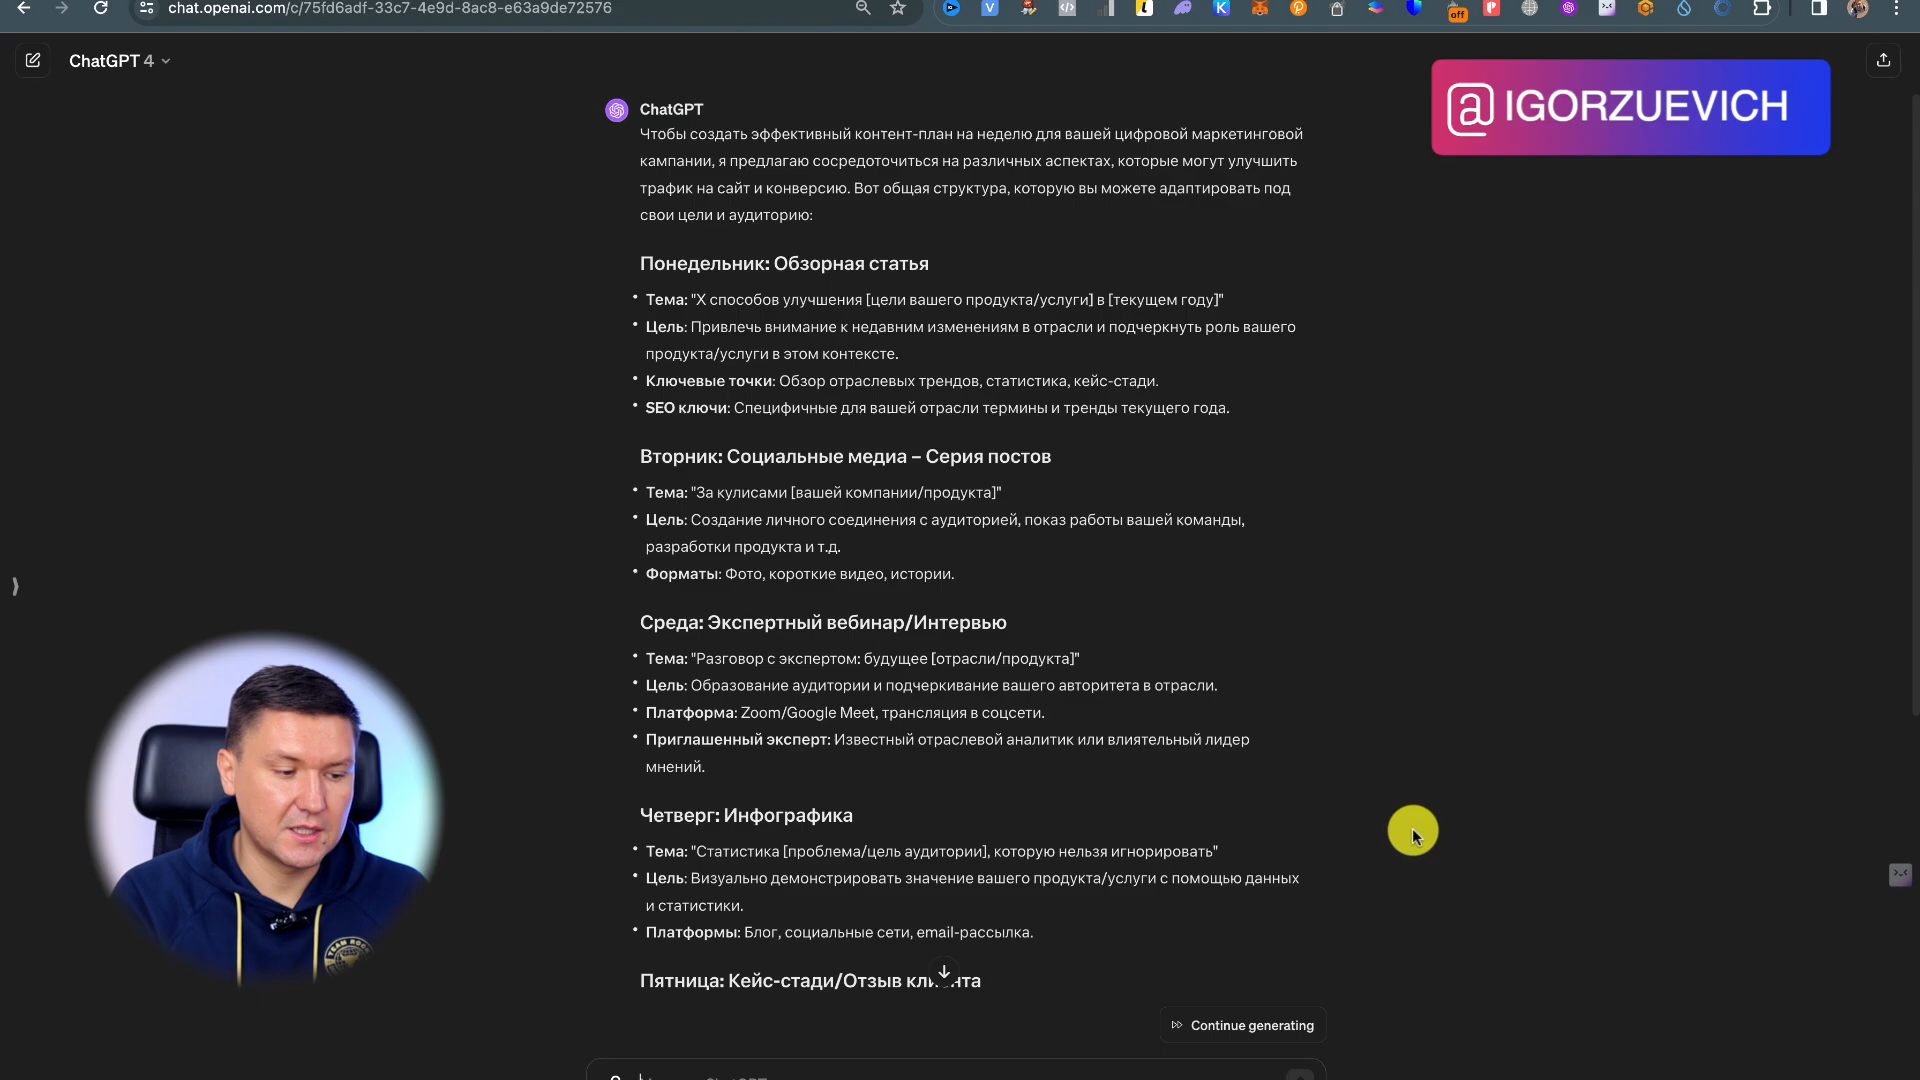 chat.openai.com/c/75fd6adf-33c7-4e9d-8ac8-e63a9de72576
off
ChatGPT 4
@IGORZUEVICH
ChatGPT
Чтобы создать эффективный контент-план на неделю для вашей цифровой маркетинговой
кампании, я предлагаю сосредоточиться на различных аспектах, которые могут улучшить
трафик на сайт и конверсию. Вот общая структура, которую вы можете адаптировать под
свои цели и аудиторию:
Понедельник: Обзорная статья
• Тема: "X способов улучшения [цели вашего продукта/услуги] в [текущем году]"
• Цель: Привлечь внимание к недавним изменениям в отрасли и подчеркнуть роль вашего
продукта/услуги в этом контексте.
• Ключевые точки: Обзор отраслевых трендов, статистика, кейс-стади.
• SEO ключи: Специфичные для вашей отрасли термины и тренды текущего года.
Вторник: Социальные медиа – Серия постов
• Тема: "За кулисами [вашей компании/продукта]"
• Цель: Создание личного соединения с аудиторией, показ работы вашей команды,
разработки продукта и т.д.
• Форматы: Фото, короткие видео, истории.
Среда: Экспертный вебинар/Интервью
• Тема: "Разговор с экспертом: будущее [отрасли/продукта]"
• Цель: Образование аудитории и подчеркивание вашего авторитета в отрасли.
• Платформа: Zoom/Google Meet, трансляция в соцсети.
• Приглашенный эксперт: Известный отраслевой аналитик или влиятельный лидер
мнений.
Четверг: Инфографика
• Тема: "Статистика [проблема/цель аудитории], которую нельзя игнорировать"
• Цель: Визуально демонстрировать значение вашего продукта/услуги с помощью данных
и статистики.
• Платформы: Блог, социальные сети, email-рассылка.
Пятница: Кейс-стади/Отзыв клиента
Continue generating